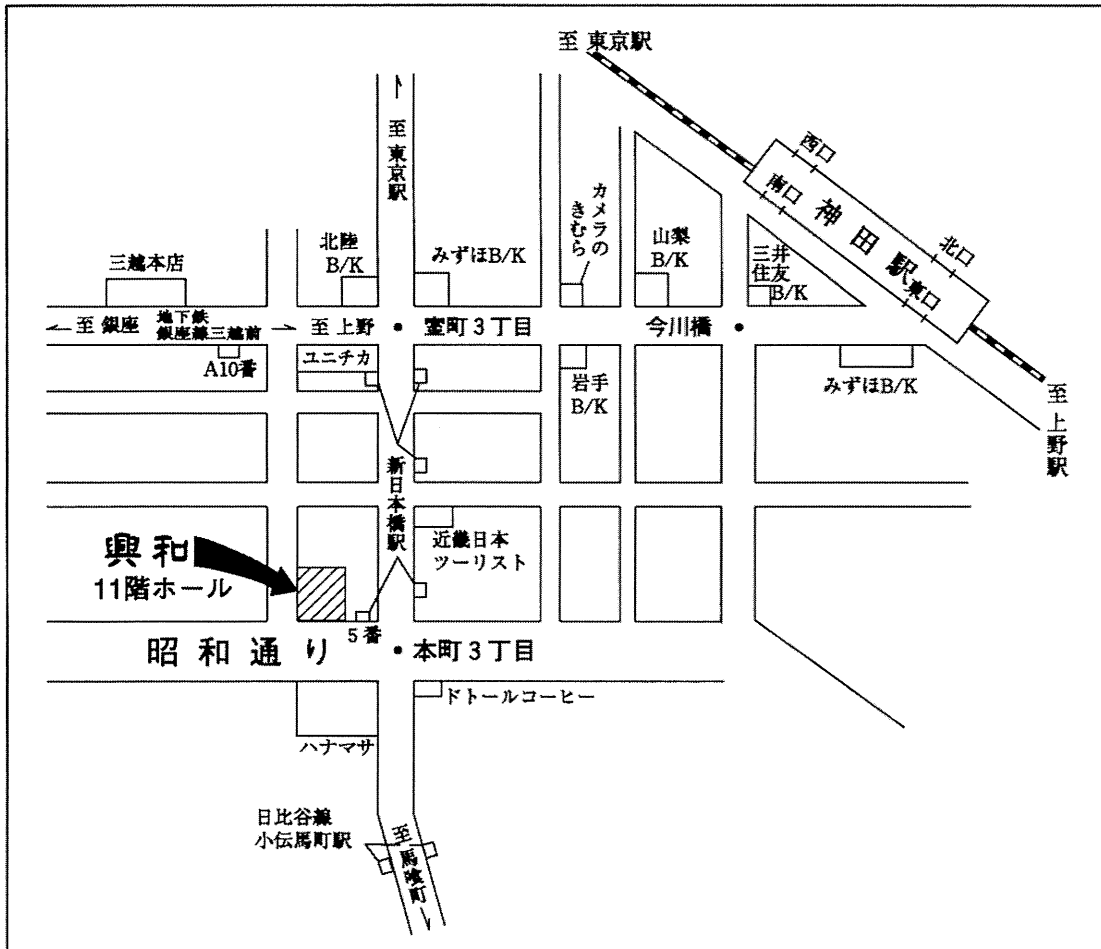 至 東京駅
至東京駅
西口
南口
神田駅
北口
東口
カメラの
きむら
北陸
B/K
みずほB/K
山梨
B/K
三井
住友
B/K
三越本店
至 銀座
地下鉄
銀座線三越前
至 上野
室町3丁目
今川橋
A10番
ユニチカ
岩手
B/K
みずほB/K
至上野駅
新日本橋駅
近畿日本
ツーリスト
興和
11階ホール
5番
昭和通り
本町3丁目
ドトールコーヒー
ハナマサ
日比谷線
小伝馬町駅
至馬喰町